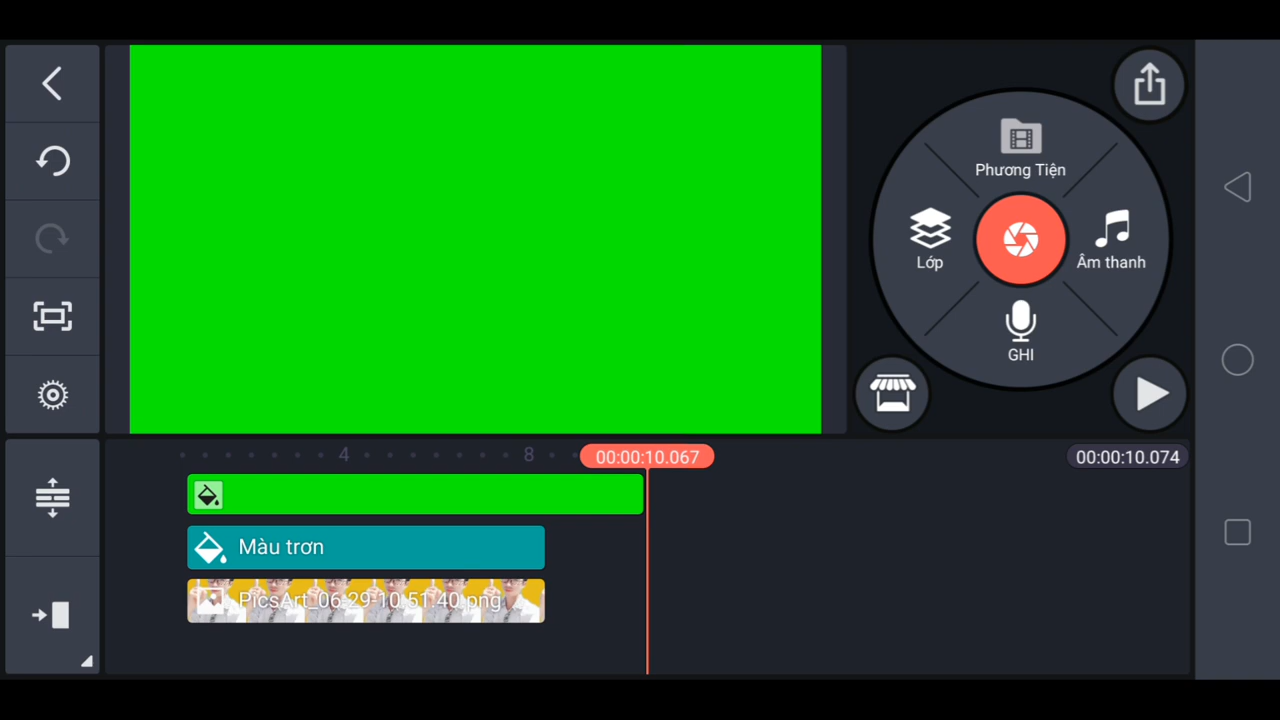 Phương Tiện
Lớp
Âm thanh
GHI
4
8
00:00:10.067
00:00:10.074
Màu trơn
PicsArt_06-29-10.51.40.png